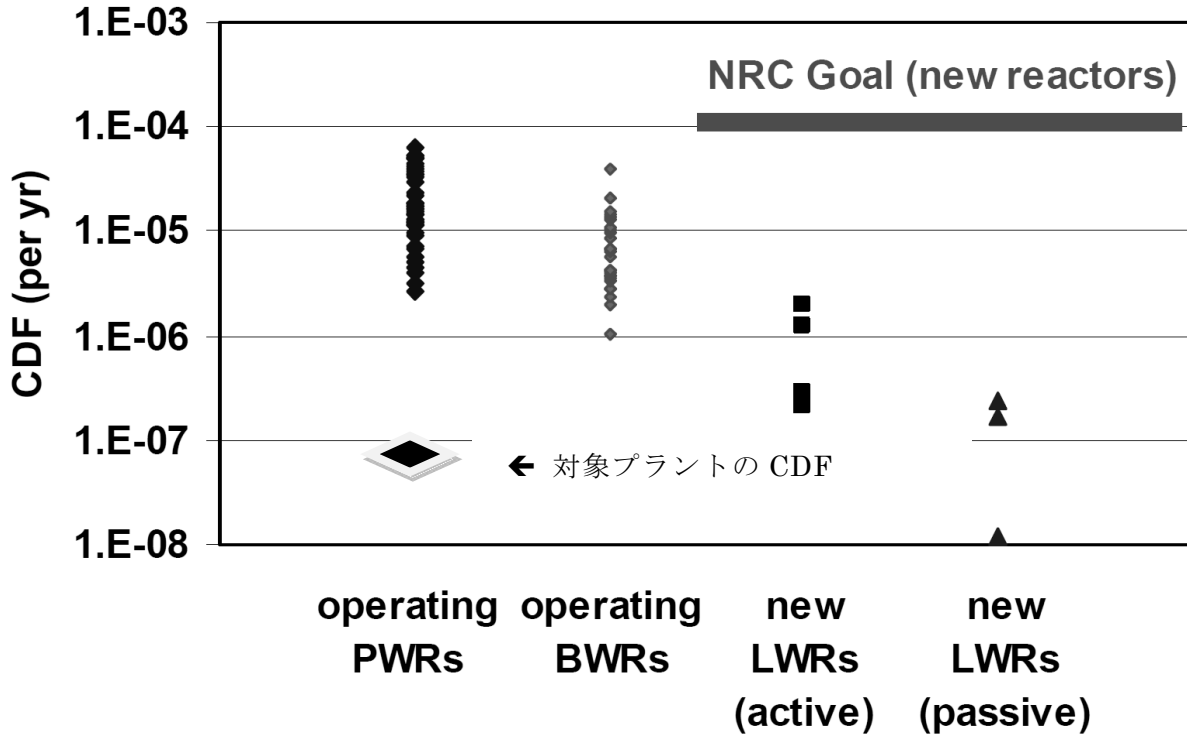 1.E-03
NRC Goal (new reactors)
1.E-04
1.E-05
1.E-06
1.E-07
1.E-08
CDF (per yr)
← 対象プラントの CDF
operating
PWRs
operating
BWRs
new
LWRs
(active)
new
LWRs
(passive)